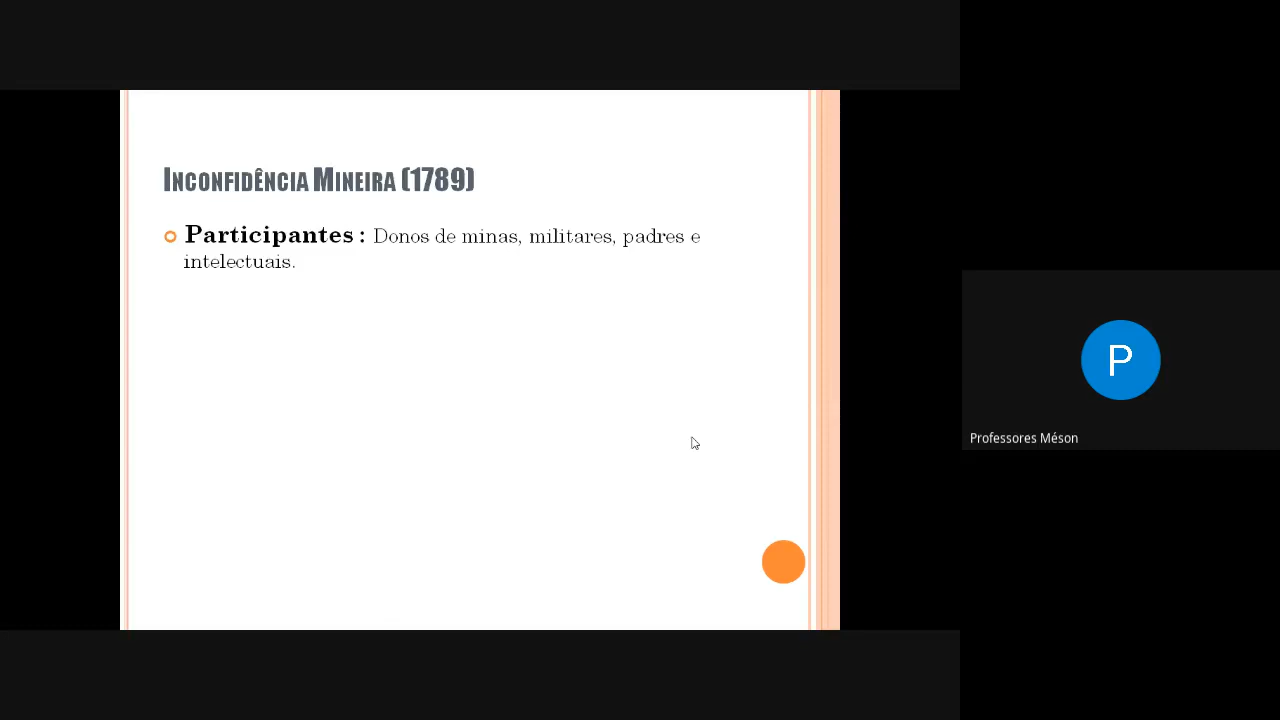 INCONFIDÊNCIA MINEIRA (1789)
Participantes : Donos de minas, militares, padres e
intelectuais.
P
Professores Méson